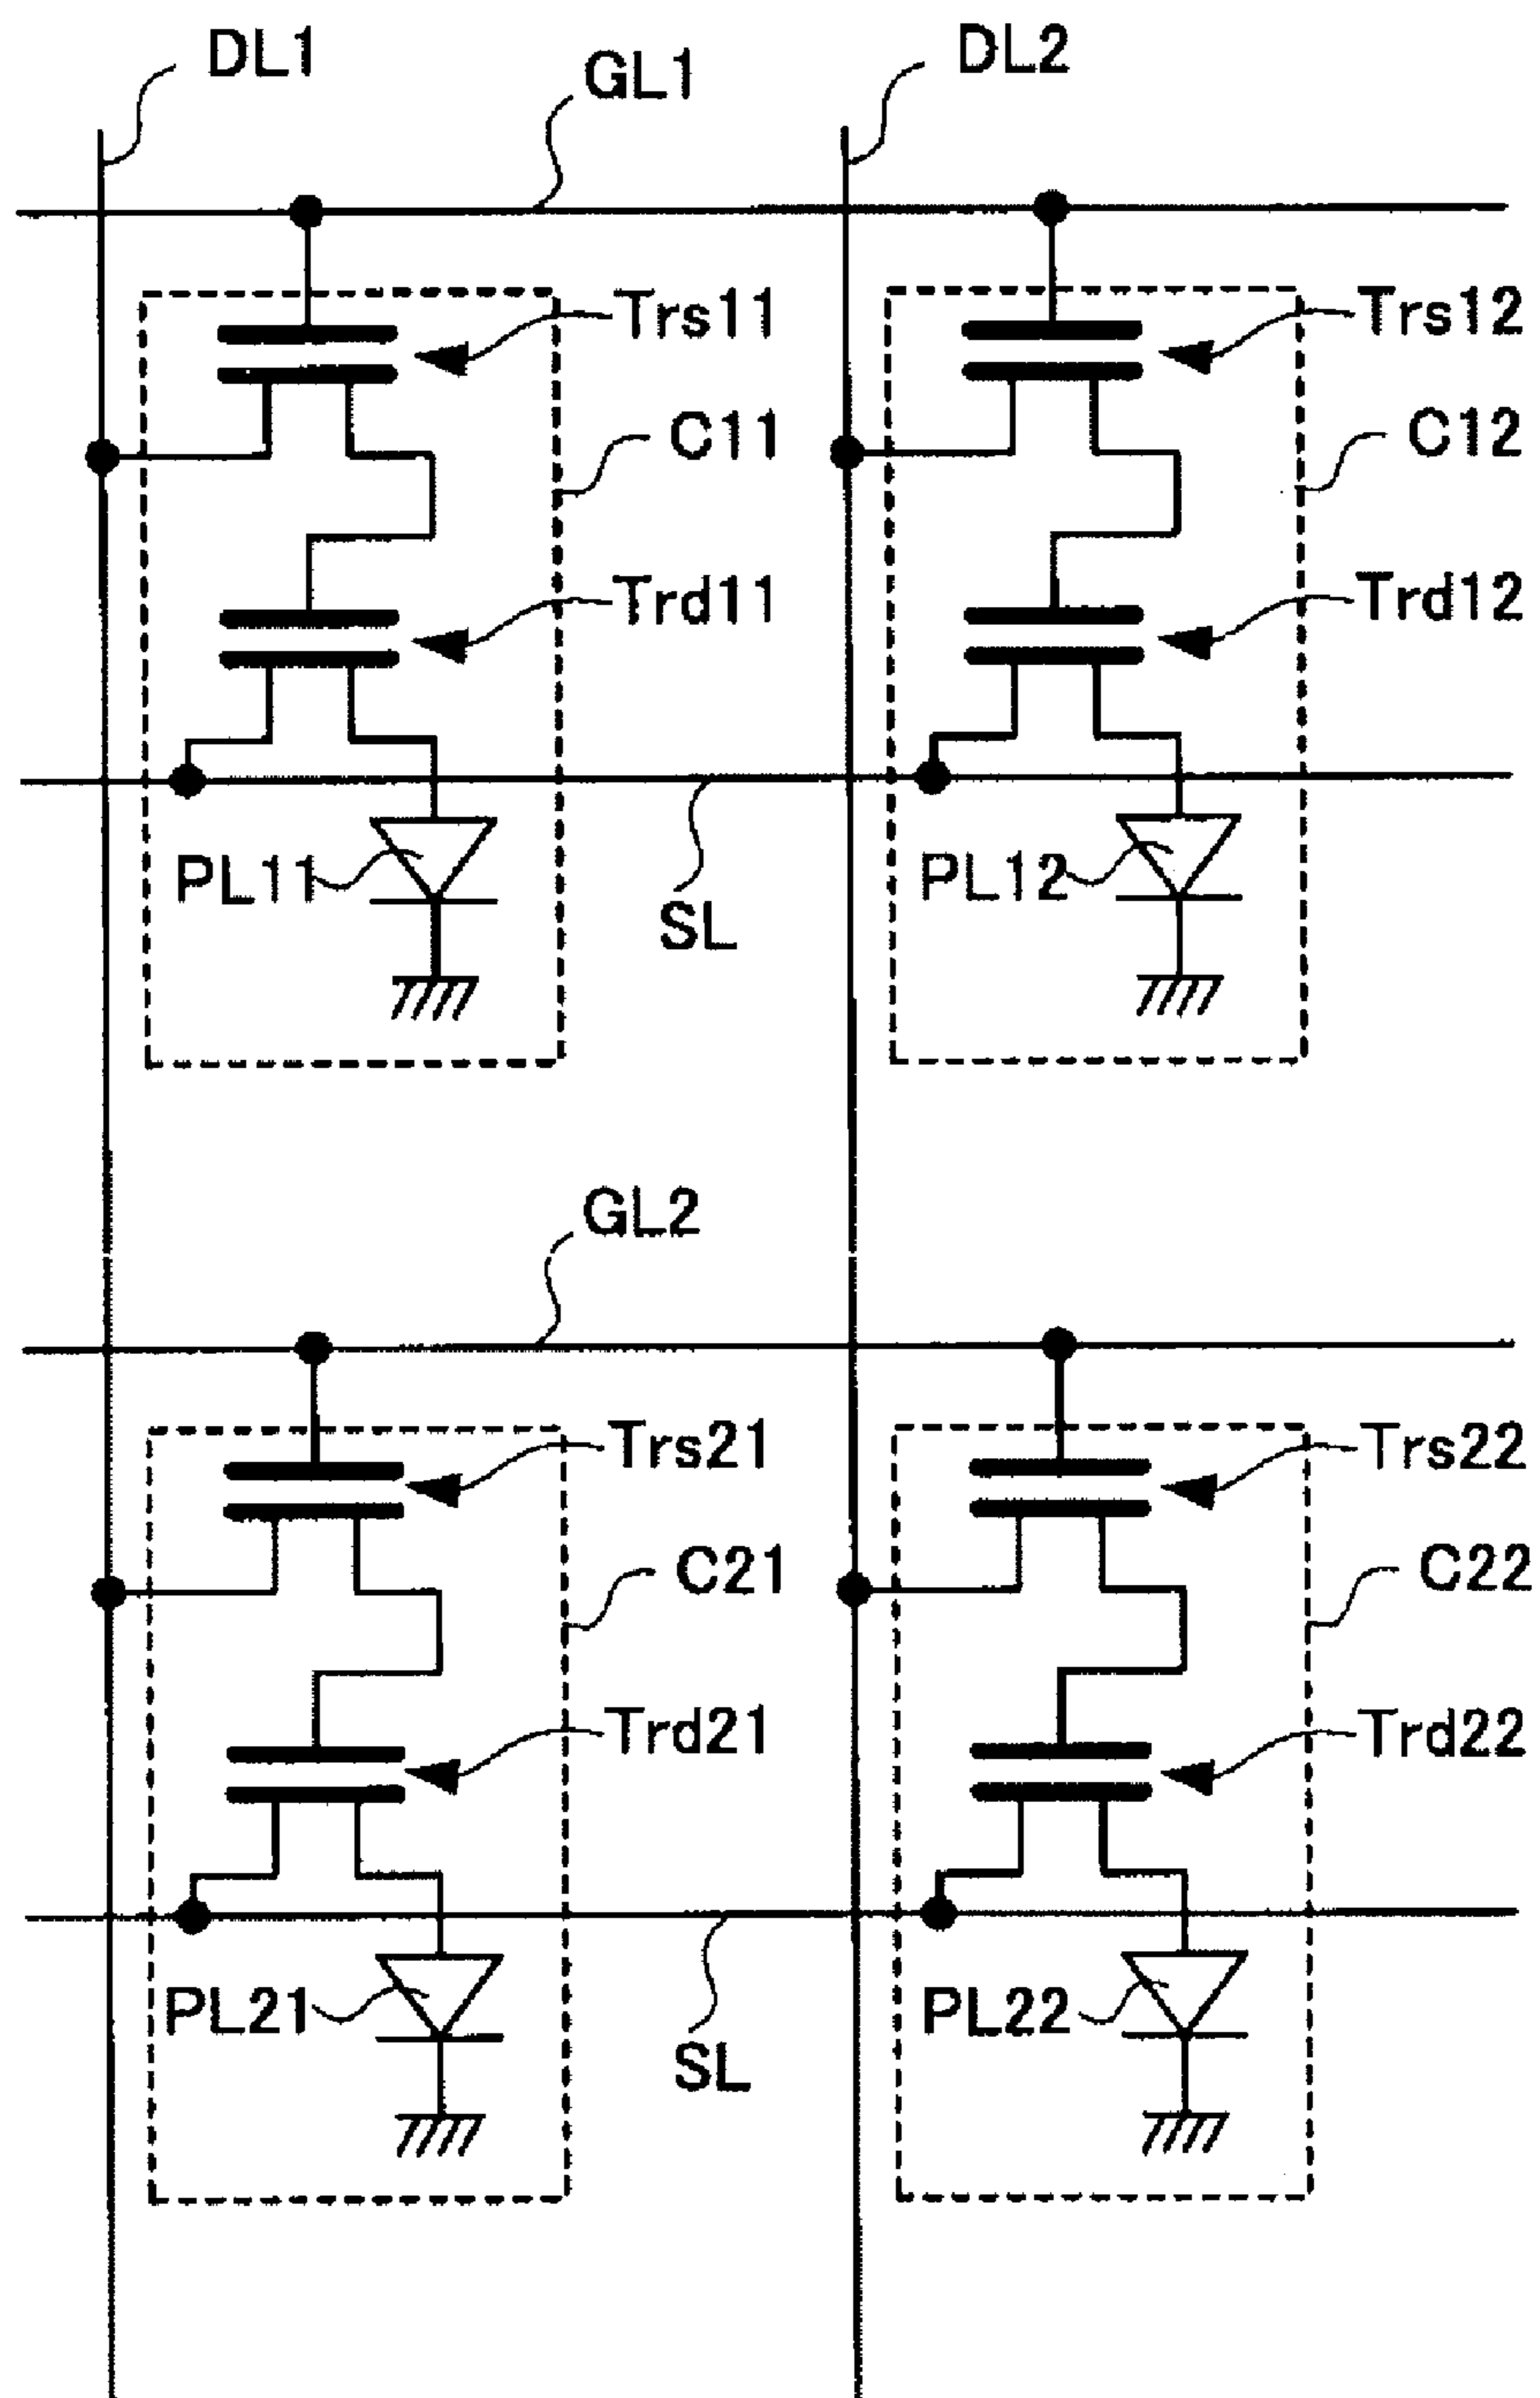 DL1
GL1
DL2
Trs11
Trs12
C11
C12
Trd11
Trd12
PL11
SL
PL12
GL2
Trs21
Trs22
C21
C22
Trd21
Trd22
PL21
SL
PL22